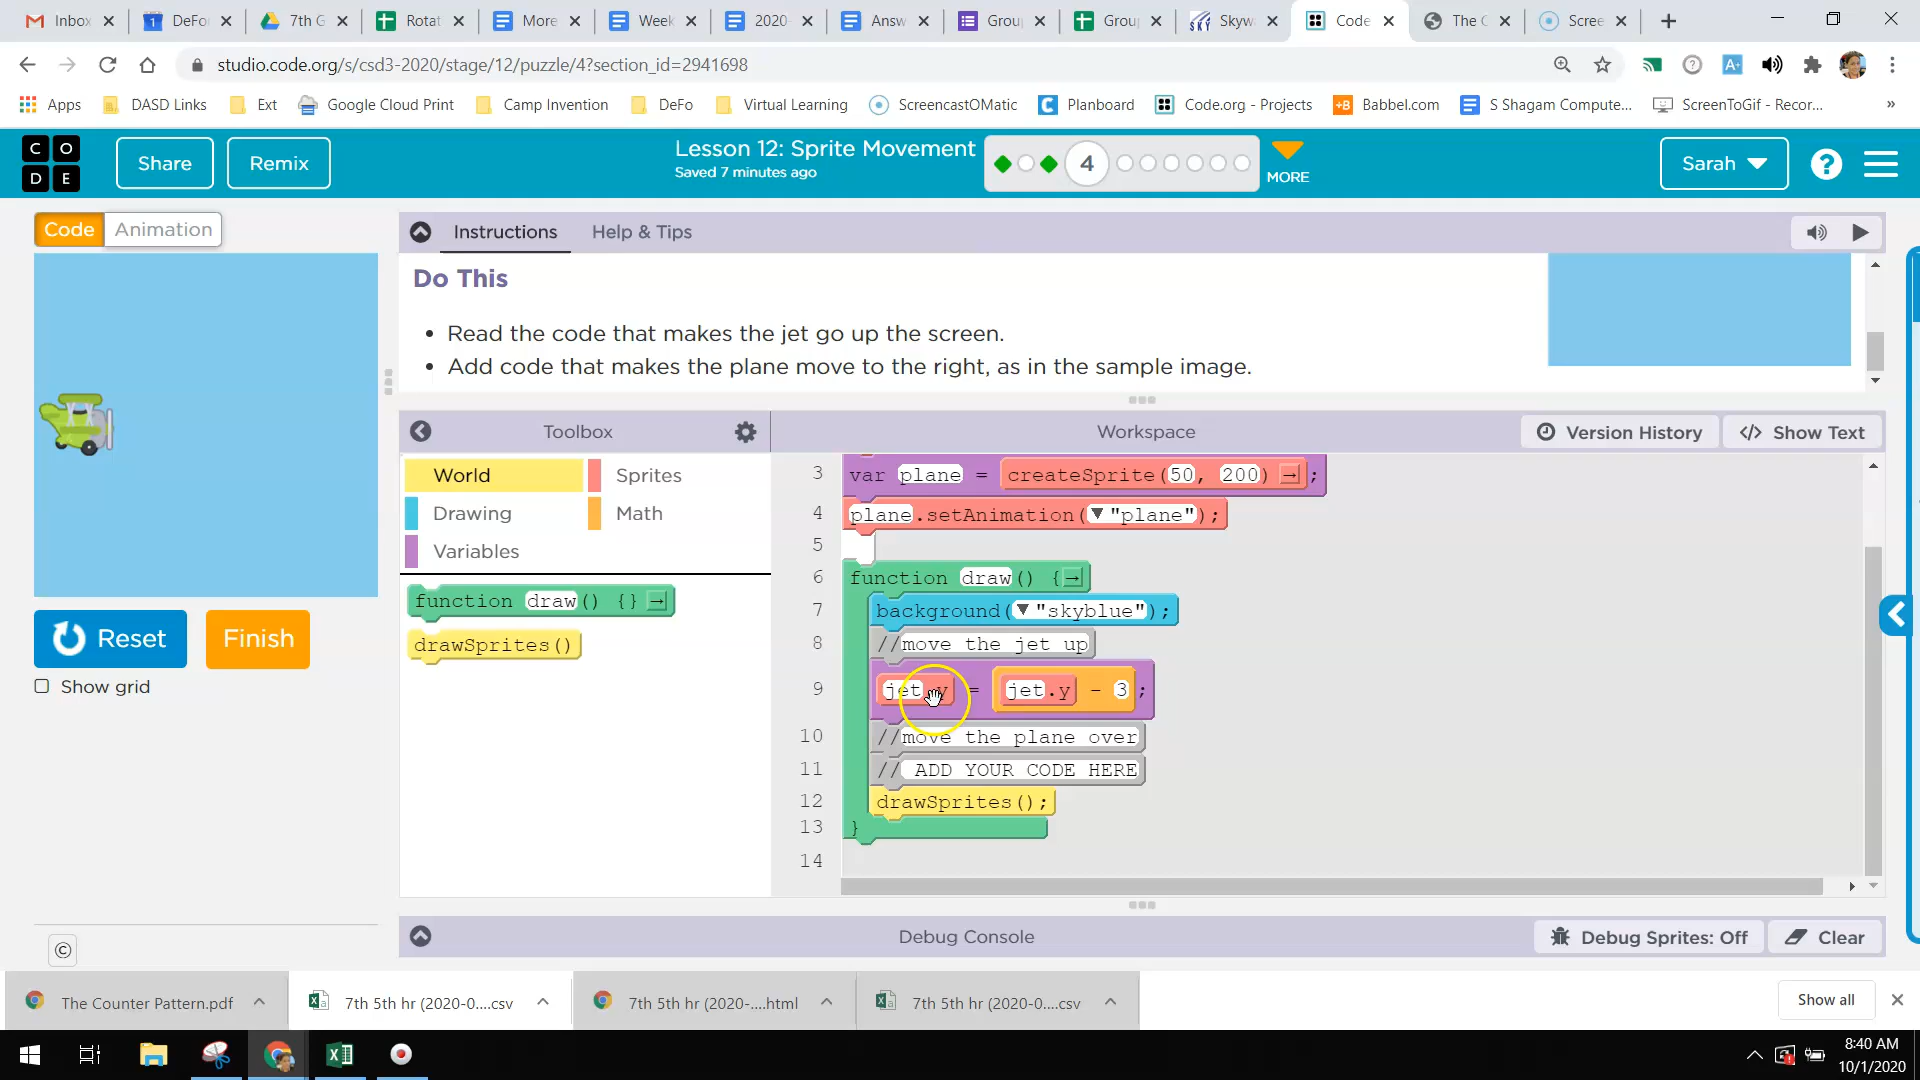 Inbox
DeFo
7th G
Rotat
More
Week
2020-
Answ
Grou
Grou
Skyw
Code
The C
Scree
studio.code.org/s/csd3-2020/stage/12/puzzle/4?section_id=2941698
Apps
DASD Links
Ext
Google Cloud Print
Camp Invention
DeFo
Virtual Learning
ScreencastOMatic
Planboard
Code.org - Projects
Babbel.com
S Shagam Compute...
ScreenToGif - Recor...
»
C O D E
Share
Remix
Lesson 12: Sprite Movement
Saved 7 minutes ago
4
MORE
Sarah
?
Code
Animation
Instructions
Help & Tips
Do This
• Read the code that makes the jet go up the screen.
• Add code that makes the plane move to the right, as in the sample image.
Toolbox
Workspace
Version History
</> Show Text
World
Sprites
Drawing
Math
Variables
function draw() {} →
drawSprites()
3 var plane = createSprite(50, 200) → ;
4 plane.setAnimation(▼ "plane");
5
6 function draw() { →
7 background(▼ "skyblue");
8 //move the jet up
9 jet.y = jet.y - 3;
10 //move the plane over
11 // ADD YOUR CODE HERE
12 drawSprites();
13 }
14
Reset
Finish
Show grid
©
Debug Console
Debug Sprites: Off
Clear
The Counter Pattern.pdf
7th 5th hr (2020-0....csv
7th 5th hr (2020-....html
7th 5th hr (2020-0....csv
Show all
8:40 AM
10/1/2020